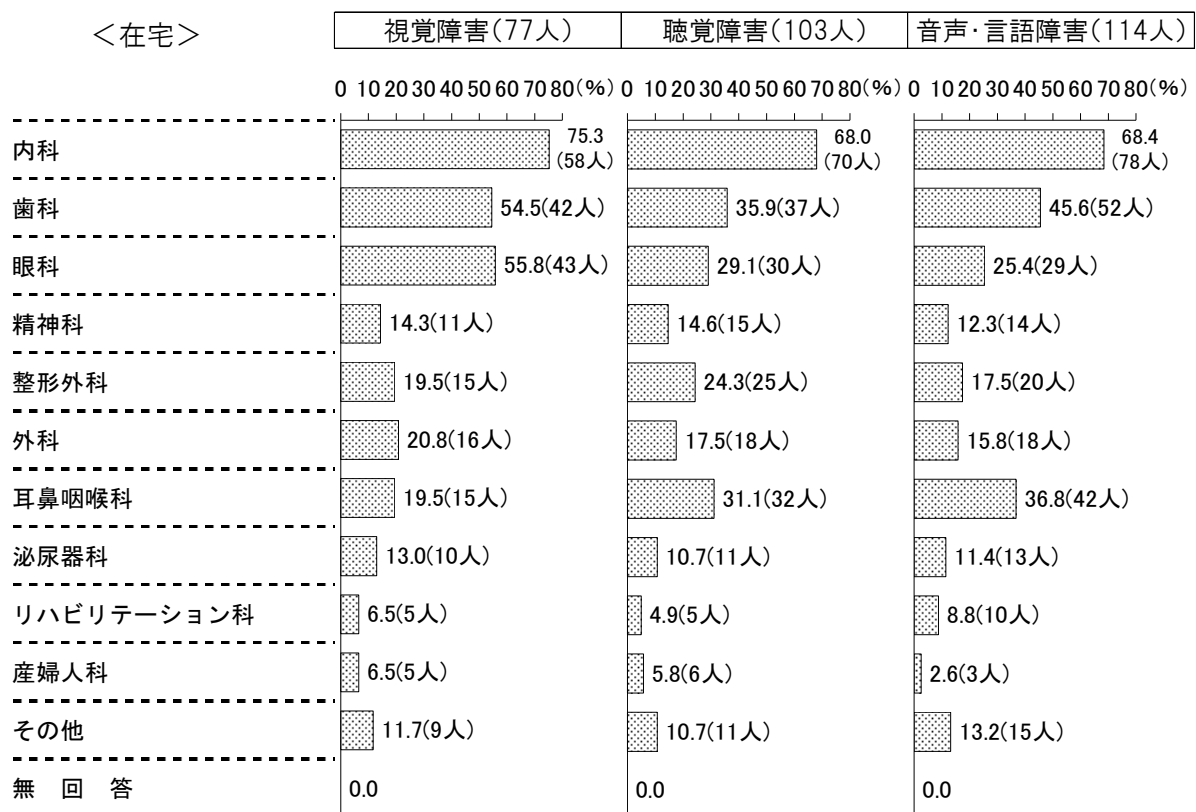 ＜在宅＞ 視覚障害(77人) 聴覚障害(103人) 音声・言語障害(114人)
0 10 20 30 40 50 60 70 80(%) 0 10 20 30 40 50 60 70 80(%) 0 10 20 30 40 50 60 70 80(%)
内科 75.3(58人) 68.0(70人) 68.4(78人)
歯科 54.5(42人) 35.9(37人) 45.6(52人)
眼科 55.8(43人) 29.1(30人) 25.4(29人)
精神科 14.3(11人) 14.6(15人) 12.3(14人)
整形外科 19.5(15人) 24.3(25人) 17.5(20人)
外科 20.8(16人) 17.5(18人) 15.8(18人)
耳鼻咽喉科 19.5(15人) 31.1(32人) 36.8(42人)
泌尿器科 13.0(10人) 10.7(11人) 11.4(13人)
リハビリテーション科 6.5(5人) 4.9(5人) 8.8(10人)
産婦人科 6.5(5人) 5.8(6人) 2.6(3人)
その他 11.7(9人) 10.7(11人) 13.2(15人)
無 回 答 0.0 0.0 0.0